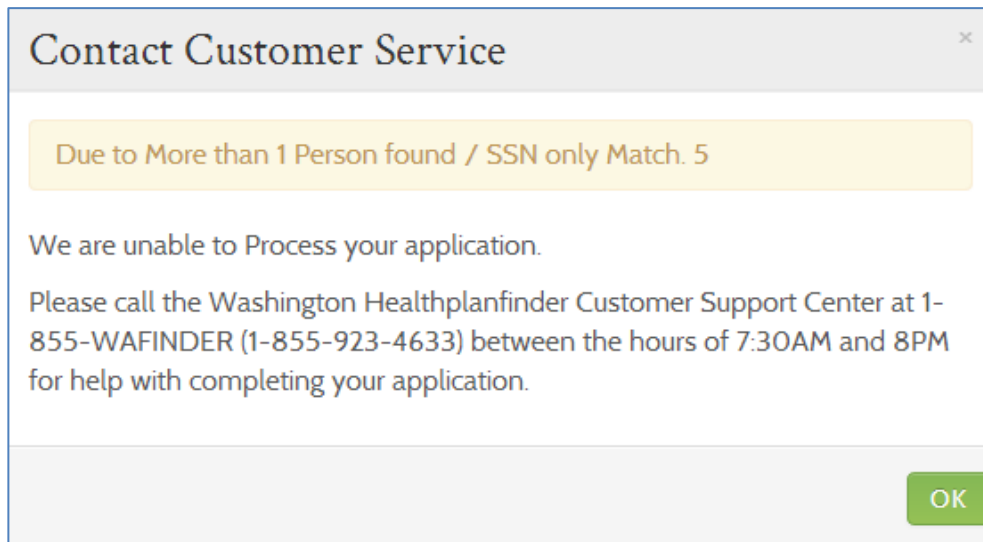 Contact Customer Service
×
Due to More than 1 Person found / SSN only Match. 5
We are unable to Process your application.
Please call the Washington Healthplanfinder Customer Support Center at 1-
855-WAFINDER (1-855-923-4633) between the hours of 7:30AM and 8PM
for help with completing your application.
OK